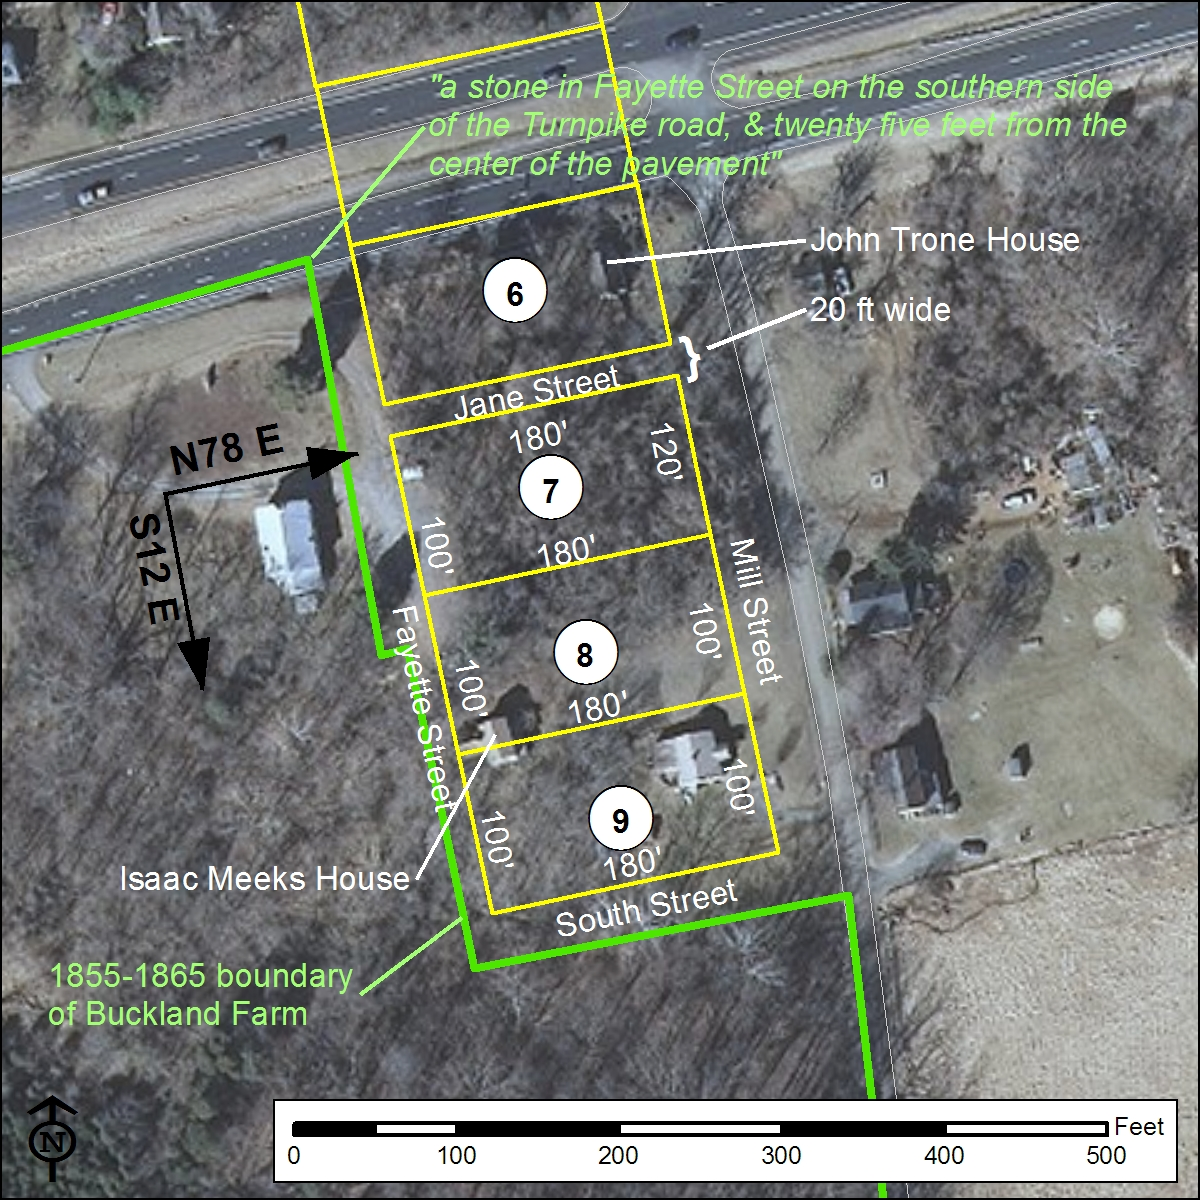 "a stone in Fayette Street on the southern side
of the Turnpike road, & twenty five feet from the
center of the pavement"
John Trone House
6
20 ft wide
Jane Street
N78 E
S12 E
180'
120'
7
100'
180'
Mill Street
Fayette Street
8
100'
100'
180'
9
100'
100'
180'
Isaac Meeks House
South Street
1855-1865 boundary
of Buckland Farm
N
Feet
0 100 200 300 400 500